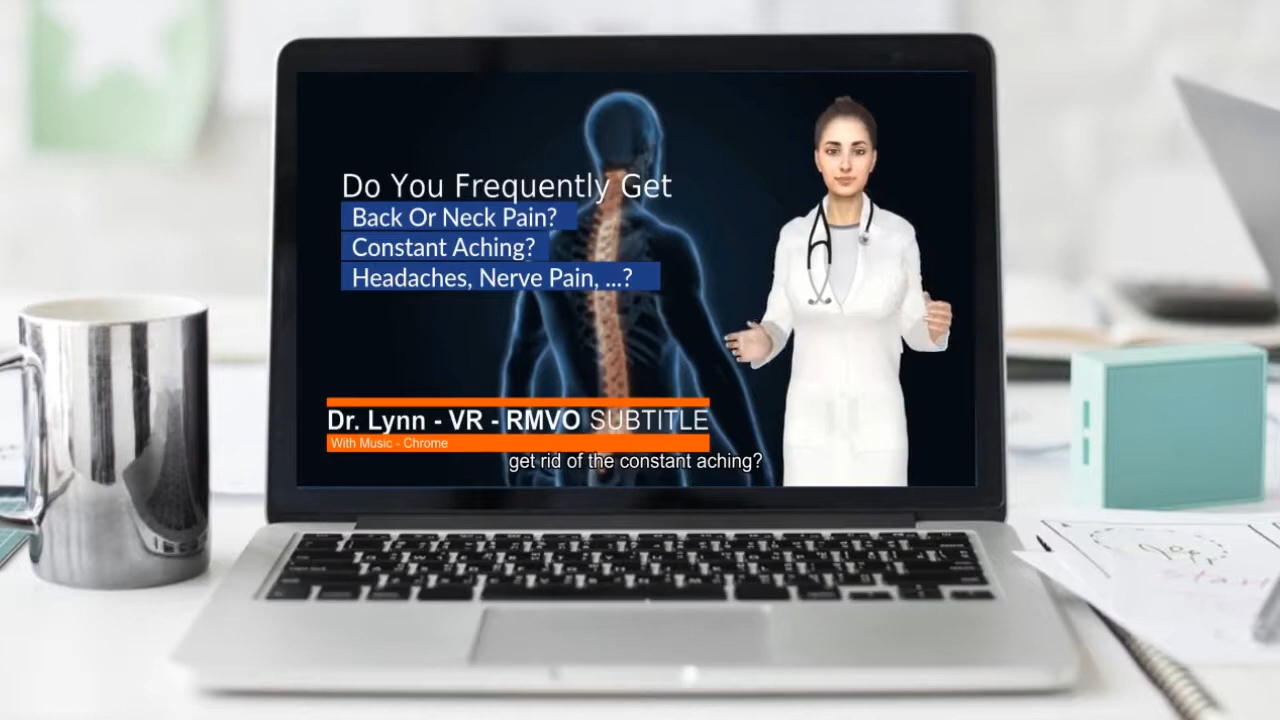 Do You Frequently Get
Back Or Neck Pain?
Constant Aching?
Headaches, Nerve Pain, ...?
Dr. Lynn - VR - RMVO SUBTITLE
With Music - Chrome
get rid of the constant aching?